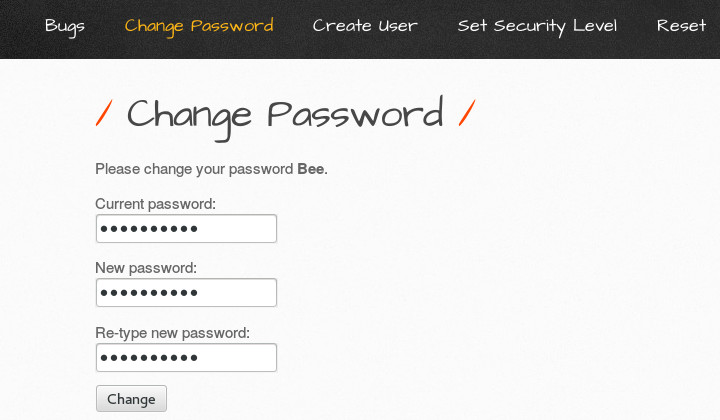 Bugs Change Password Create User Set Security Level Reset
/ Change Password /
Please change your password Bee.
Current password:
••••••••••
New password:
••••••••••
Re-type new password:
••••••••••
Change